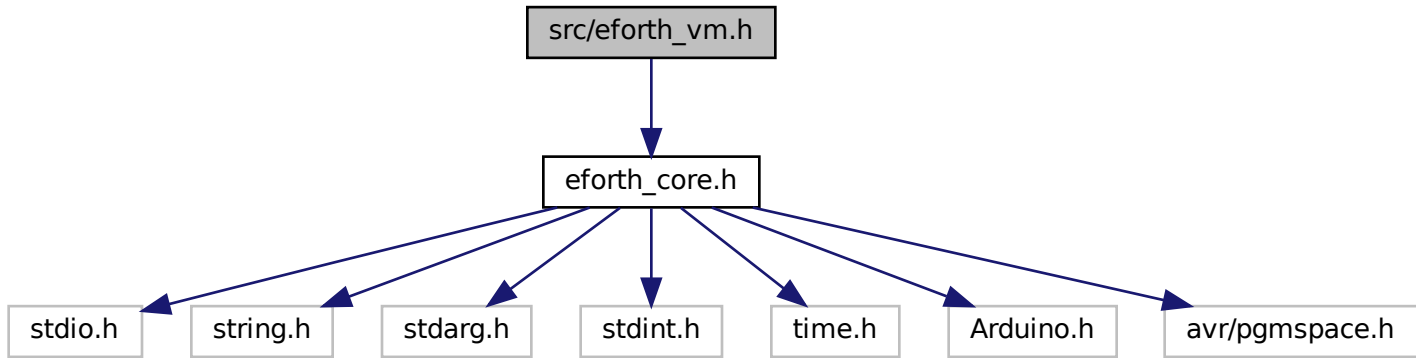 src/eforth_vm.h
eforth_core.h
stdio.h
string.h
stdarg.h
stdint.h
time.h
Arduino.h
avr/pgmspace.h